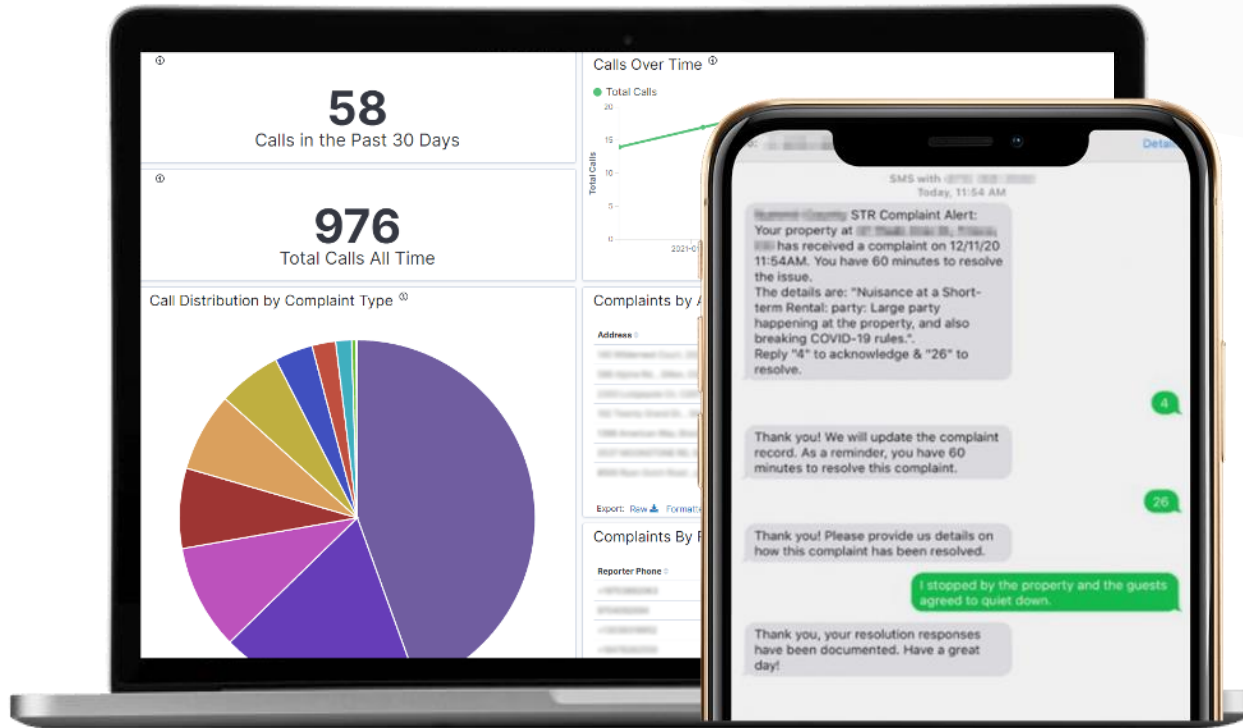 58
Calls in the Past 30 Days
976
Total Calls All Time
Call Distribution by Complaint Type
Calls Over Time
Total Calls
20
15
10
5
0
Total Calls
Complaints by
Address
Export: Raw Formatte
Complaints By
Reporter Phone
Detai
SMS with
Today, 11:54 AM
STR Complaint Alert:
Your property at
has received a complaint on 12/11/20
11:54AM. You have 60 minutes to resolve
the issue.
The details are: "Nuisance at a Short-
term Rental: party: Large party
happening at the property, and also
breaking COVID-19 rules.".
Reply "4" to acknowledge & "26" to
resolve.
4
Thank you! We will update the complaint
record. As a reminder, you have 60
minutes to resolve this complaint.
26
Thank you! Please provide us details on
how this complaint has been resolved.
I stopped by the property and the guests
agreed to quiet down.
Thank you, your resolution responses
have been documented. Have a great
day!